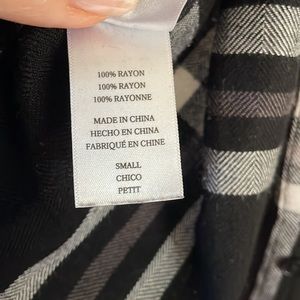 100% RAYON
100% RAYON
100% RAYONNE
MADE IN CHINA
HECHO EN CHINA
FABRIQUÉ EN CHINE
SMALL
CHICO
PETIT